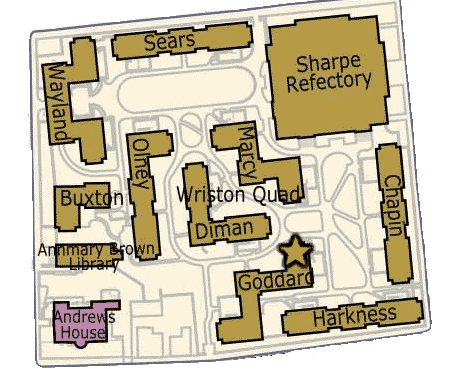 Sears
Sharpe
Refectory
Wayland
Olney
Marcy
Chapin
Buxton
Wriston Quad
Diman
Annmary Brown
Library
Goddard
Andrews
House
Harkness